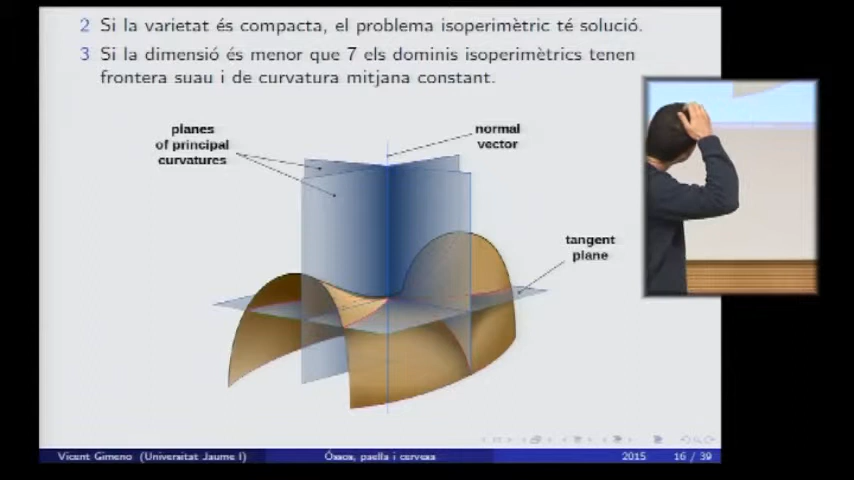 2 Si la varietat és compacta, el problema isoperimètric té solució.
3 Si la dimensió és menor que 7 els dominis isoperimètrics tenen
frontera suau i de curvatura mitjana constant.
planes
of principal
curvatures
normal
vector
tangent
plane
Vicent Gimeno (Universitat Jaume I) Óssos, paella i cervesa 2015 16 / 39